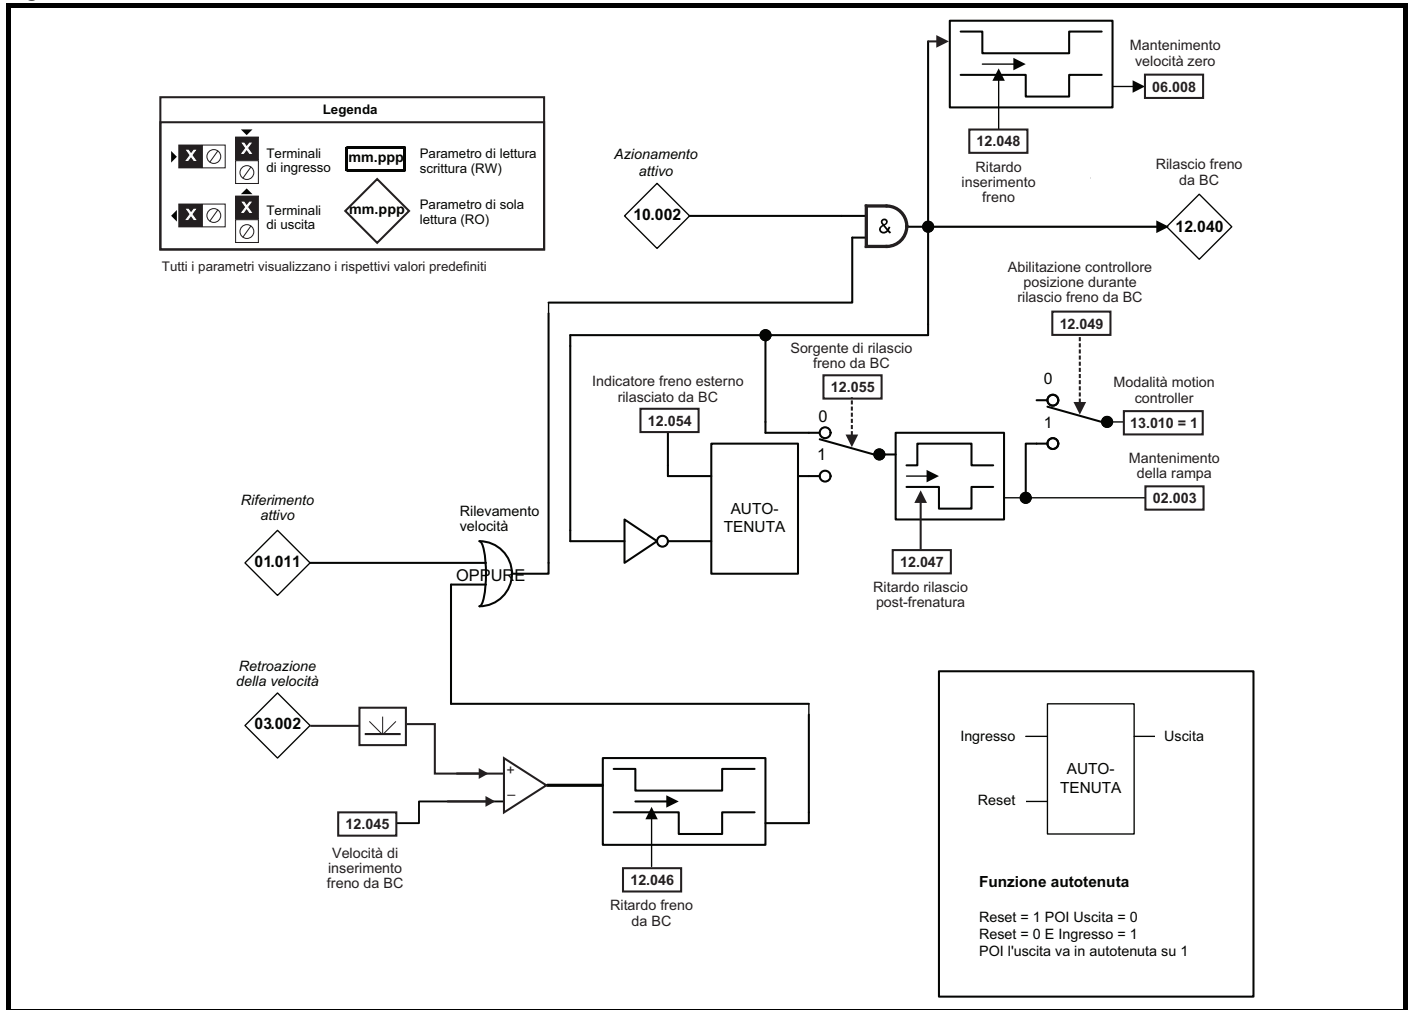 Legenda
X
X
Terminali
di ingresso
mm.ppp
Parametro di lettura
scrittura (RW)
X
X
Terminali
di uscita
mm.ppp
Parametro di sola
lettura (RO)
Tutti i parametri visualizzano i rispettivi valori predefiniti
Mantenimento
velocità zero
06.008
12.048
Ritardo
inserimento
freno
Azionamento
attivo
10.002
&
Rilascio freno
da BC
12.040
Abilitazione controllore
posizione durante
rilascio freno da BC
12.049
0
1
Modalità motion
controller
13.010 = 1
Mantenimento
della rampa
02.003
Sorgente di rilascio
freno da BC
12.055
0
1
Indicatore freno esterno
rilasciato da BC
12.054
AUTO-
TENUTA
12.047
Ritardo rilascio
post-frenatura
Riferimento
attivo
01.011
Rilevamento
velocità
OPPURE
Retroazione
della velocità
03.002
+
−
12.045
Velocità di
inserimento
freno da BC
12.046
Ritardo freno
da BC
Ingresso
Uscita
AUTO-
TENUTA
Reset
Funzione autotenuta
Reset = 1 POI Uscita = 0
Reset = 0 E Ingresso = 1
POI l'uscita va in autotenuta su 1